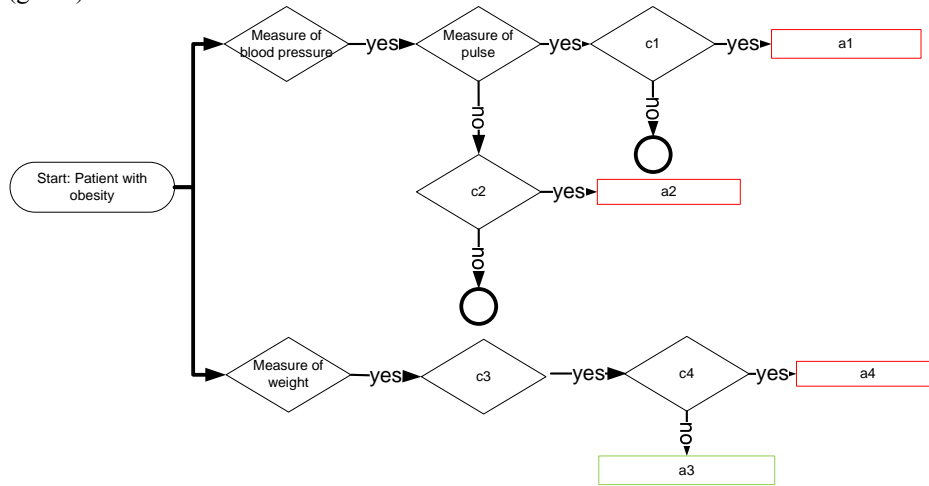 Measure of
blood pressure
yes
Measure of
pulse
yes
c1
yes
a1
no
no
Start: Patient with
obesity
c2
yes
a2
no
Measure of
weight
yes
c3
yes
c4
yes
a4
no
a3